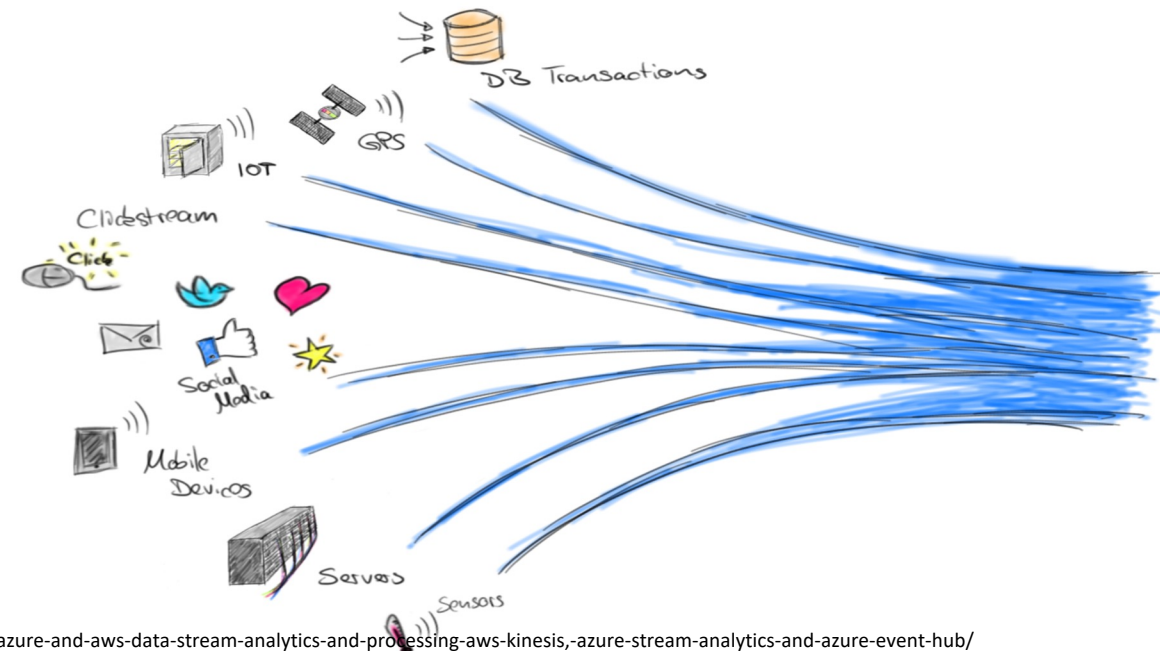 DB Transactions
GPS
IOT
Clickstream
Click
Social
Media
Mobile
Devices
Servers
Sensors
azure-and-aws-data-stream-analytics-and-processing-aws-kinesis,-azure-stream-analytics-and-azure-event-hub/